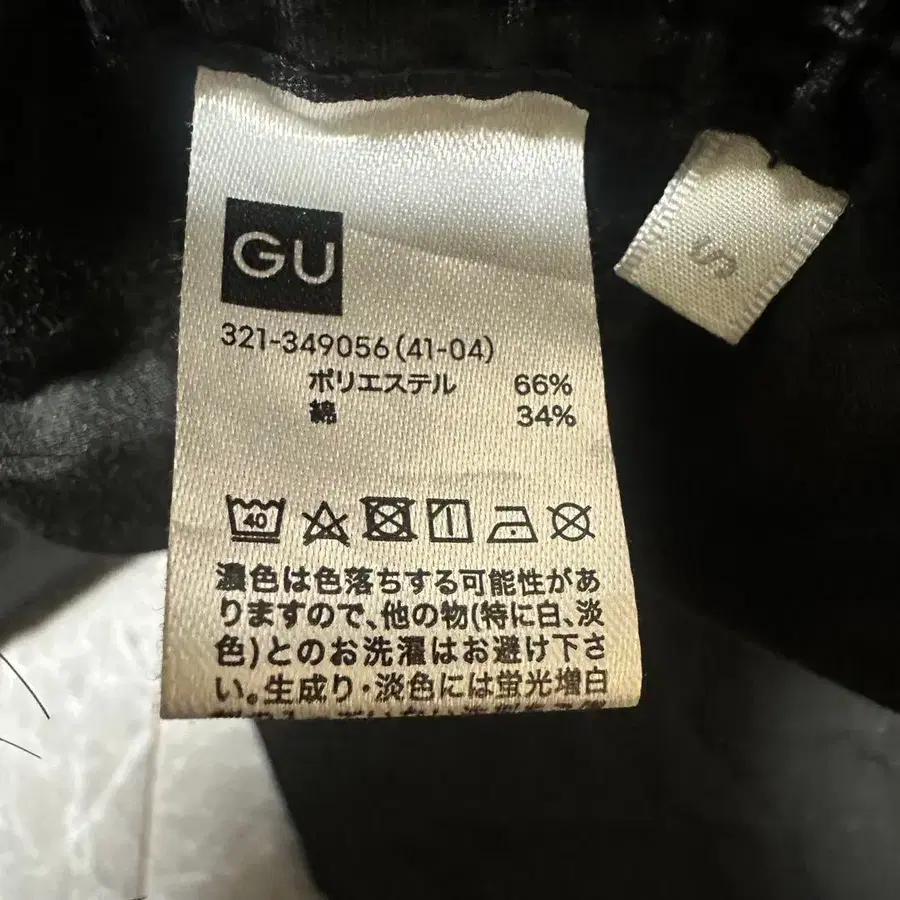 GU
S
321-349056(41-04)
ポリエステル 66%
綿 34%
40
濃色は色落ちする可能性があ
りますので、他の物(特に白、淡
色)とのお洗濯はお避け下さ
い。生成り・淡色には蛍光増白